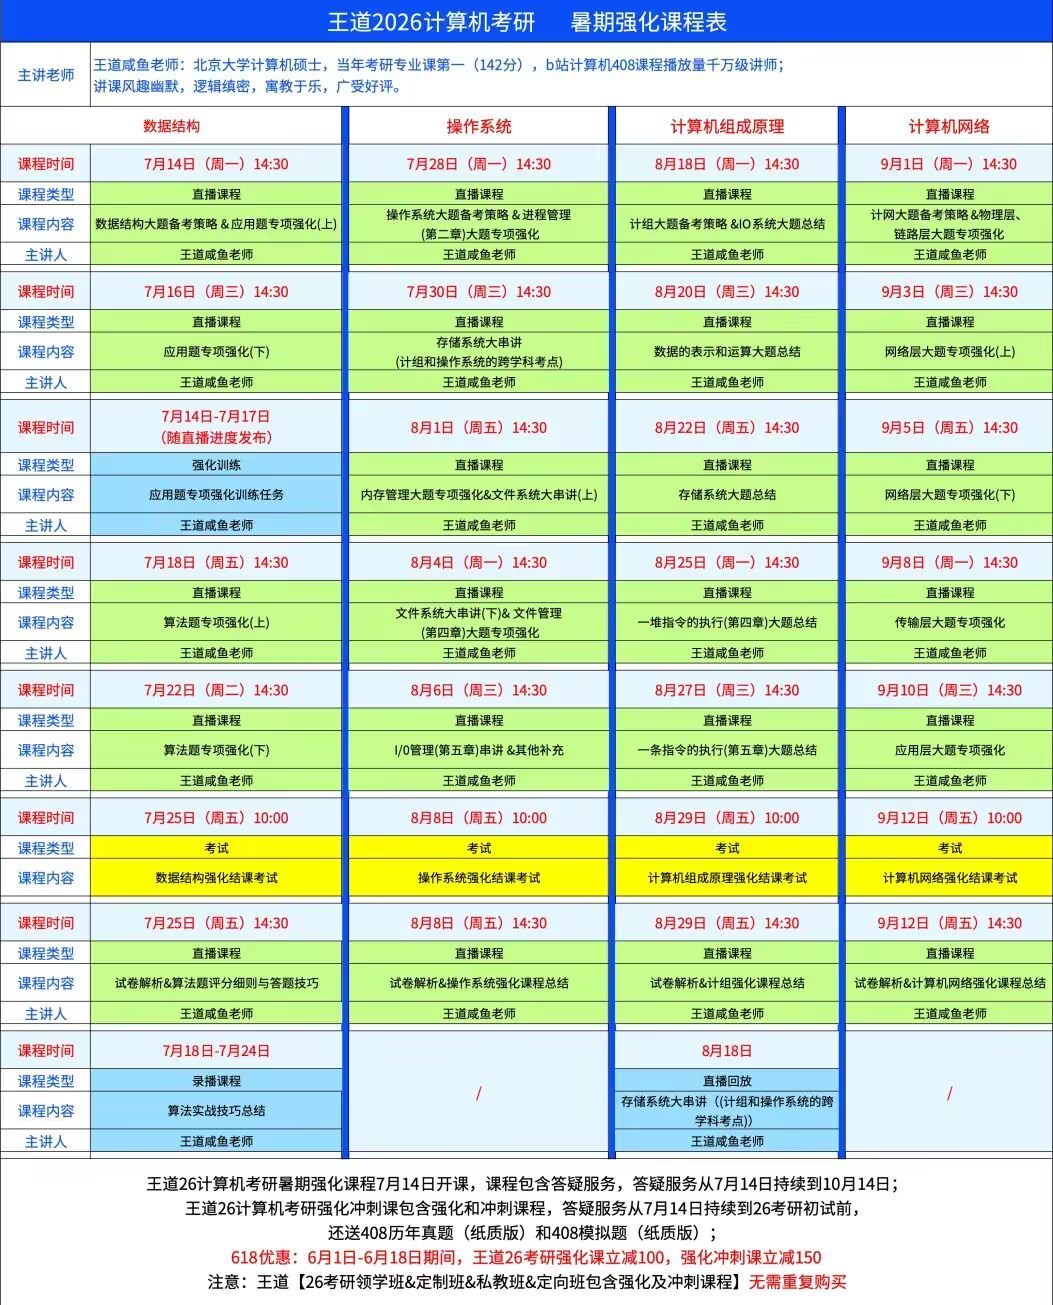 王道2026计算机考研 暑期强化课程表
主讲老师
王道咸鱼老师：北京大学计算机硕士，当年考研专业课第一（142分），b站计算机408课程播放量千万级讲师；
讲课风趣幽默，逻辑缜密，寓教于乐，广受好评。
数据结构 操作系统 计算机组成原理 计算机网络
课程时间 7月14日（周一）14:30 7月28日（周一）14:30 8月18日（周一）14:30 9月1日（周一）14:30
课程类型 直播课程 直播课程 直播课程 直播课程
课程内容 数据结构大题备考策略＆应用题专项强化(上) 操作系统大题备考策略＆进程管理 计组大题备考策略 &IO系统大题总结 计网大题备考策略&物理层、
(第二章)大题专项强化 链路层大题专项强化
主讲人 王道咸鱼老师 王道咸鱼老师 王道咸鱼老师 王道咸鱼老师
课程时间 7月16日（周三）14:30 7月30日（周三）14:30 8月20日（周三）14:30 9月3日（周三）14:30
课程类型 直播课程 直播课程 直播课程 直播课程
课程内容 应用题专项强化(下) 存储系统大串讲 数据的表示和运算大题总结 网络层大题专项强化(上)
(计组和操作系统的跨学科考点)
主讲人 王道咸鱼老师 王道咸鱼老师 王道咸鱼老师 王道咸鱼老师
课程时间 7月14日-7月17日 8月1日（周五）14:30 8月22日（周五）14:30 9月5日（周五）14:30
（随直播进度发布）
课程类型 强化训练 直播课程 直播课程 直播课程
课程内容 应用题专项强化训练任务 内存管理大题专项强化&文件系统大串讲(上) 存储系统大题总结 网络层大题专项强化(下)
主讲人 王道咸鱼老师 王道咸鱼老师 王道咸鱼老师 王道咸鱼老师
课程时间 7月18日（周五）14:30 8月4日（周一）14:30 8月25日（周一）14:30 9月8日（周一）14:30
课程类型 直播课程 直播课程 直播课程 直播课程
课程内容 算法题专项强化(上) 文件系统大串讲(下)& 文件管理 一堆指令的执行(第四章)大题总结 传输层大题专项强化
(第四章)大题专项强化
主讲人 王道咸鱼老师 王道咸鱼老师 王道咸鱼老师 王道咸鱼老师
课程时间 7月22日（周二）14:30 8月6日（周三）14:30 8月27日（周三）14:30 9月10日（周三）14:30
课程类型 直播课程 直播课程 直播课程 直播课程
课程内容 算法题专项强化(下) I/0管理(第五章)串讲 &其他补充 一条指令的执行(第五章)大题总结 应用层大题专项强化
主讲人 王道咸鱼老师 王道咸鱼老师 王道咸鱼老师 王道咸鱼老师
课程时间 7月25日（周五）10:00 8月8日（周五）10:00 8月29日（周五）10:00 9月12日（周五）10:00
课程类型 考试 考试 考试 考试
课程内容 数据结构强化结课考试 操作系统强化结课考试 计算机组成原理强化结课考试 计算机网络强化结课考试
课程时间 7月25日（周五）14:30 8月8日（周五）14:30 8月29日（周五）14:30 9月12日（周五）14:30
课程类型 直播课程 直播课程 直播课程 直播课程
课程内容 试卷解析&算法题评分细则与答题技巧 试卷解析&操作系统强化课程总结 试卷解析&计组强化课程总结 试卷解析&计算机网络强化课程总结
主讲人 王道咸鱼老师 王道咸鱼老师 王道咸鱼老师 王道咸鱼老师
课程时间 7月18日-7月24日 / 8月18日 /
课程类型 录播课程 直播回放
课程内容 算法实战技巧总结 存储系统大串讲（(计组和操作系统的跨
学科考点)）
主讲人 王道咸鱼老师 王道咸鱼老师
王道26计算机考研暑期强化课程7月14日开课，课程包含答疑服务，答疑服务从7月14日持续到10月14日；
王道26计算机考研强化冲刺课包含强化和冲刺课程，答疑服务从7月14日持续到26考研初试前，
还送408历年真题（纸质版）和408模拟题（纸质版）；
618优惠：6月1日-6月18日期间，王道26考研强化课立减100，强化冲刺课立减150
注意：王道【26考研领学班&定制班&私教班&定向班包含强化及冲刺课程】无需重复购买